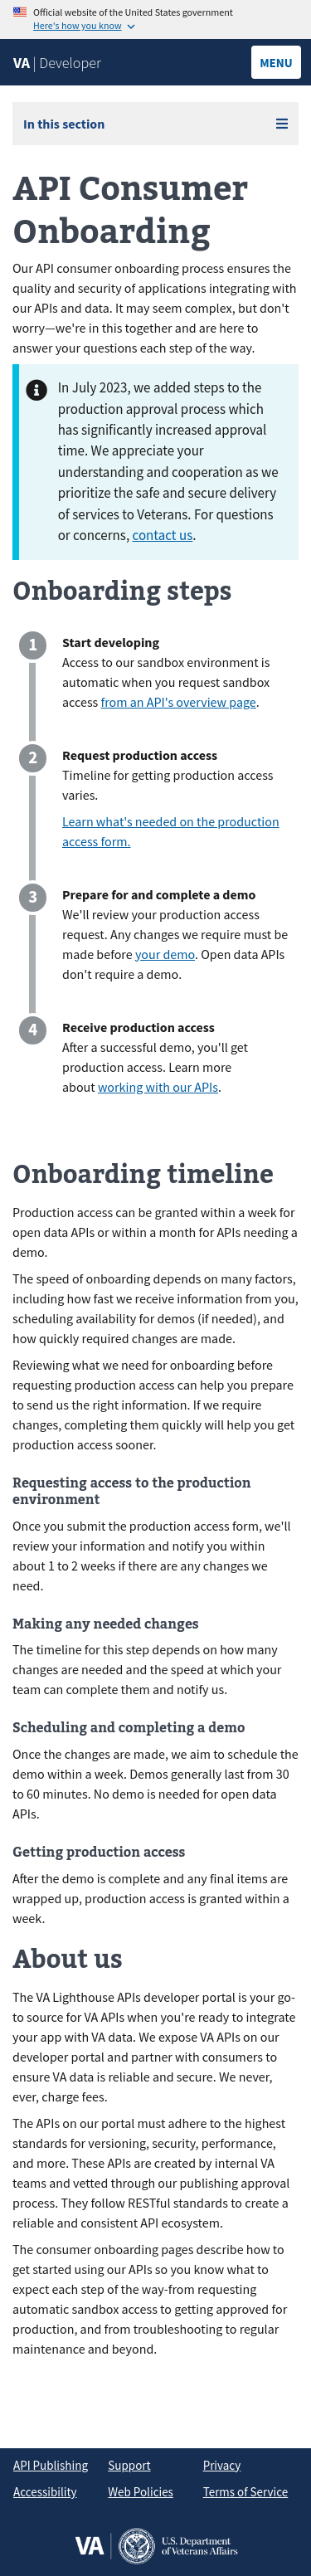 Official website of the United States government
Here's how you know
VA | Developer
MENU
In this section
API Consumer
Onboarding
Our API consumer onboarding process ensures the
quality and security of applications integrating with
our APIs and data. It may seem complex, but don't
worry—we're in this together and are here to
answer your questions each step of the way.
In July 2023, we added steps to the
production approval process which
has significantly increased approval
time. We appreciate your
understanding and cooperation as we
prioritize the safe and secure delivery
of services to Veterans. For questions
or concerns, contact us.
Onboarding steps
1
Start developing
Access to our sandbox environment is
automatic when you request sandbox
access from an API's overview page.
2
Request production access
Timeline for getting production access
varies.
Learn what's needed on the production
access form.
3
Prepare for and complete a demo
We'll review your production access
request. Any changes we require must be
made before your demo. Open data APIs
don't require a demo.
4
Receive production access
After a successful demo, you'll get
production access. Learn more
about working with our APIs.
Onboarding timeline
Production access can be granted within a week for
open data APIs or within a month for APIs needing a
demo.
The speed of onboarding depends on many factors,
including how fast we receive information from you,
scheduling availability for demos (if needed), and
how quickly required changes are made.
Reviewing what we need for onboarding before
requesting production access can help you prepare
to send us the right information. If we require
changes, completing them quickly will help you get
production access sooner.
Requesting access to the production
environment
Once you submit the production access form, we'll
review your information and notify you within
about 1 to 2 weeks if there are any changes we
need.
Making any needed changes
The timeline for this step depends on how many
changes are needed and the speed at which your
team can complete them and notify us.
Scheduling and completing a demo
Once the changes are made, we aim to schedule the
demo within a week. Demos generally last from 30
to 60 minutes. No demo is needed for open data
APIs.
Getting production access
After the demo is complete and any final items are
wrapped up, production access is granted within a
week.
About us
The VA Lighthouse APIs developer portal is your go-
to source for VA APIs when you're ready to integrate
your app with VA data. We expose VA APIs on our
developer portal and partner with consumers to
ensure VA data is reliable and secure. We never,
ever, charge fees.
The APIs on our portal must adhere to the highest
standards for versioning, security, performance,
and more. These APIs are created by internal VA
teams and vetted through our publishing approval
process. They follow RESTful standards to create a
reliable and consistent API ecosystem.
The consumer onboarding pages describe how to
get started using our APIs so you know what to
expect each step of the way-from requesting
automatic sandbox access to getting approved for
production, and from troubleshooting to regular
maintenance and beyond.
API Publishing Support Privacy
Accessibility Web Policies Terms of Service
VA U.S. Department
of Veterans Affairs